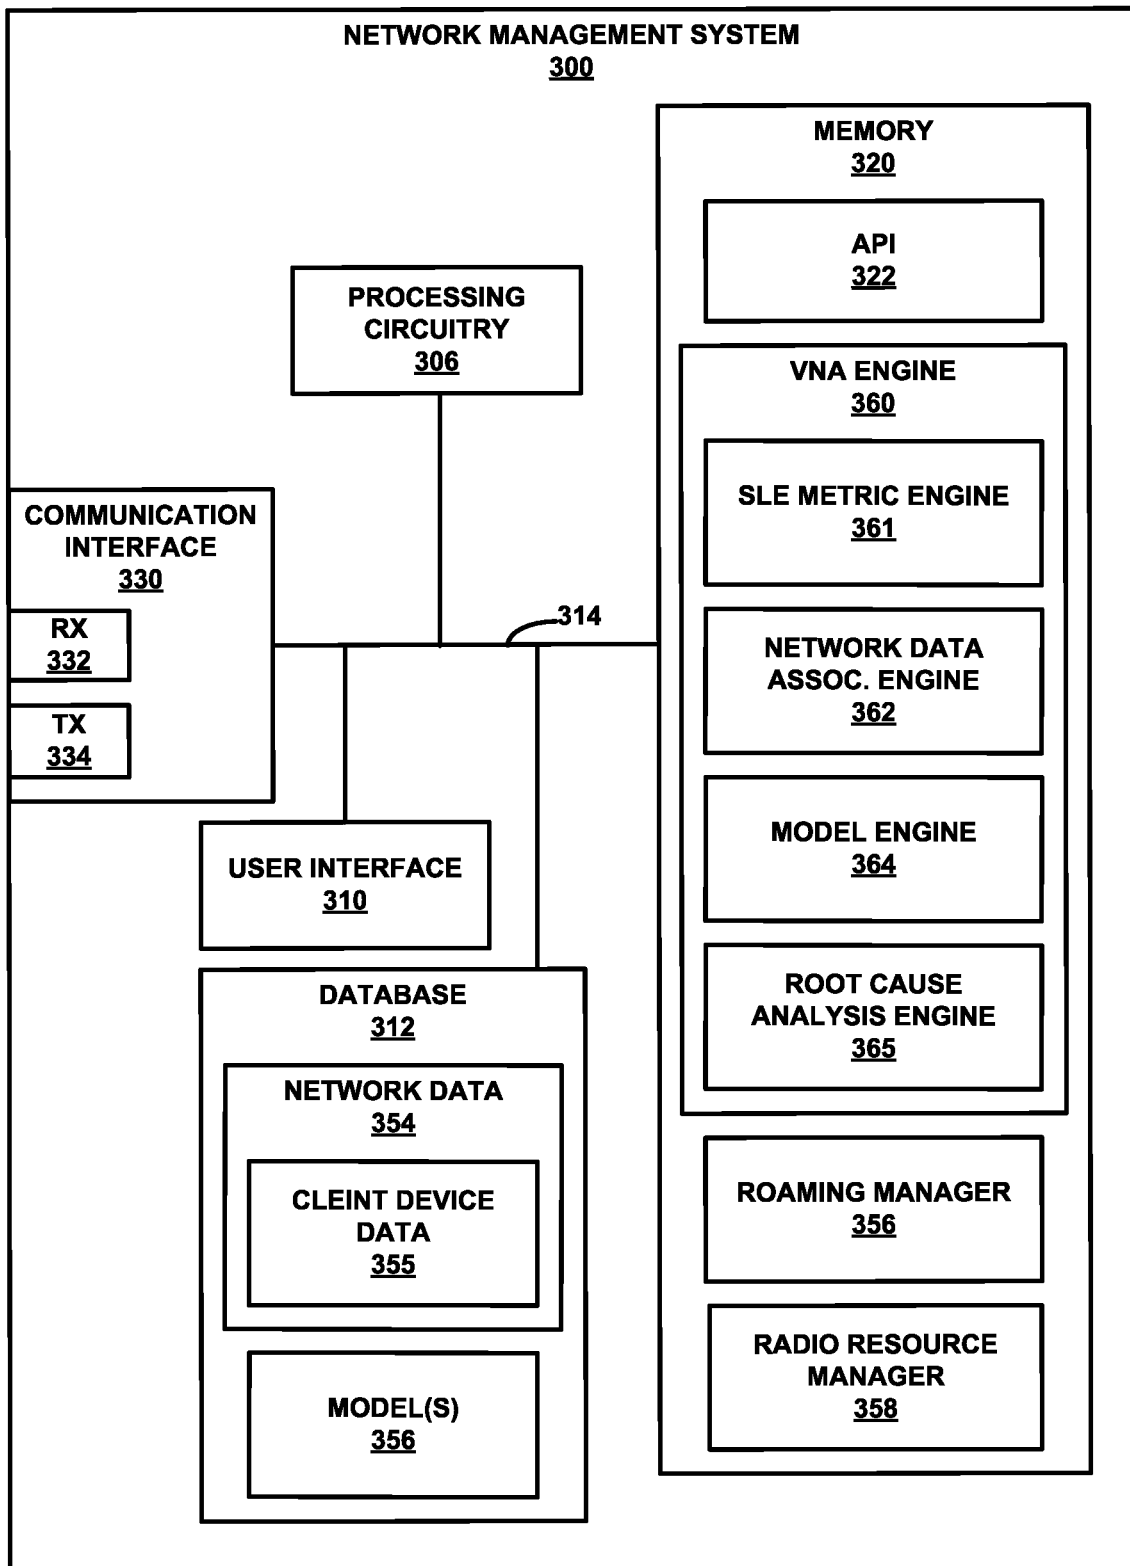 NETWORK MANAGEMENT SYSTEM
300
MEMORY
320
API
322
PROCESSING
CIRCUITRY
306
VNA ENGINE
360
SLE METRIC ENGINE
361
COMMUNICATION
INTERFACE
330
RX
332
TX
334
314
NETWORK DATA
ASSOC. ENGINE
362
MODEL ENGINE
364
USER INTERFACE
310
ROOT CAUSE
ANALYSIS ENGINE
365
DATABASE
312
NETWORK DATA
354
CLEINT DEVICE
DATA
355
MODEL(S)
356
ROAMING MANAGER
356
RADIO RESOURCE
MANAGER
358